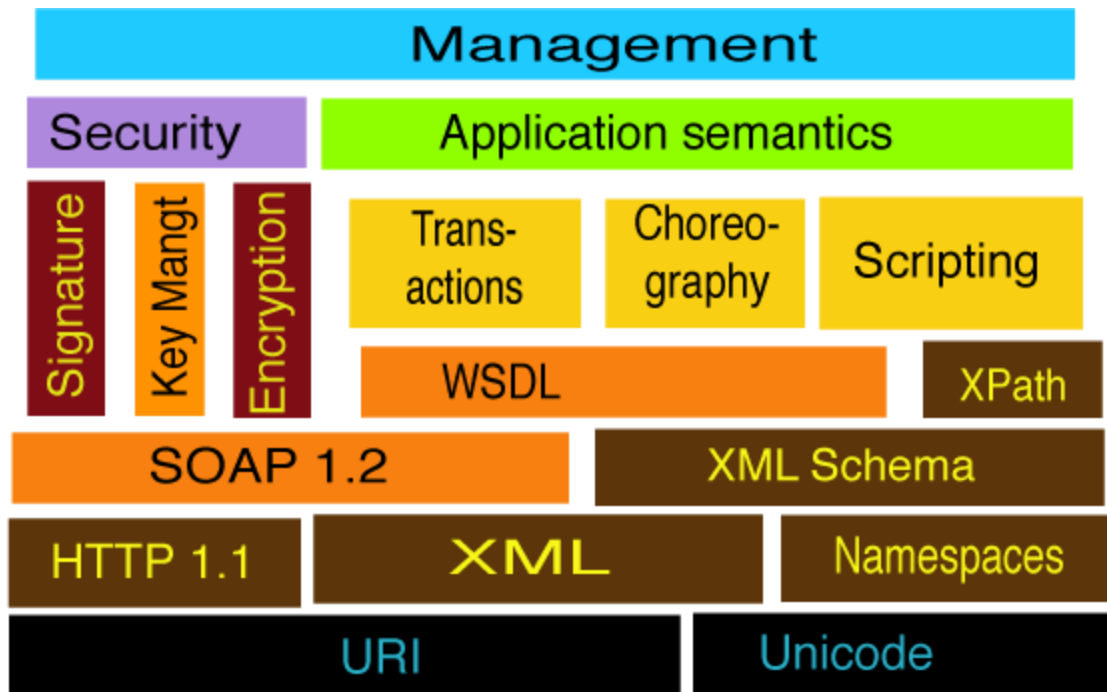 Management
Security
Application semantics
Signature
Key Mangt
Encryption
Trans-
actions
Choreo-
graphy
Scripting
WSDL
XPath
SOAP 1.2
XML Schema
HTTP 1.1
XML
Namespaces
URI
Unicode